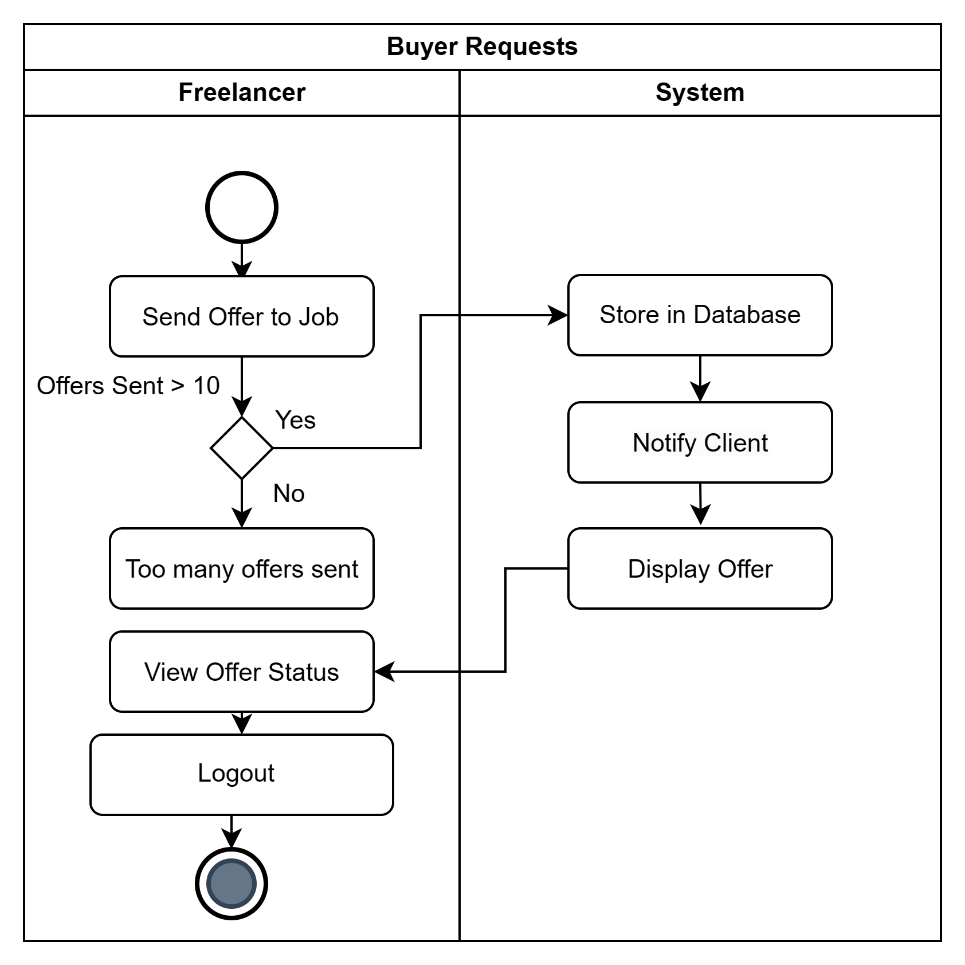 Buyer Requests
Freelancer
System
Send Offer to Job
Store in Database
Offers Sent > 10
Yes
Notify Client
No
Too many offers sent
Display Offer
View Offer Status
Logout